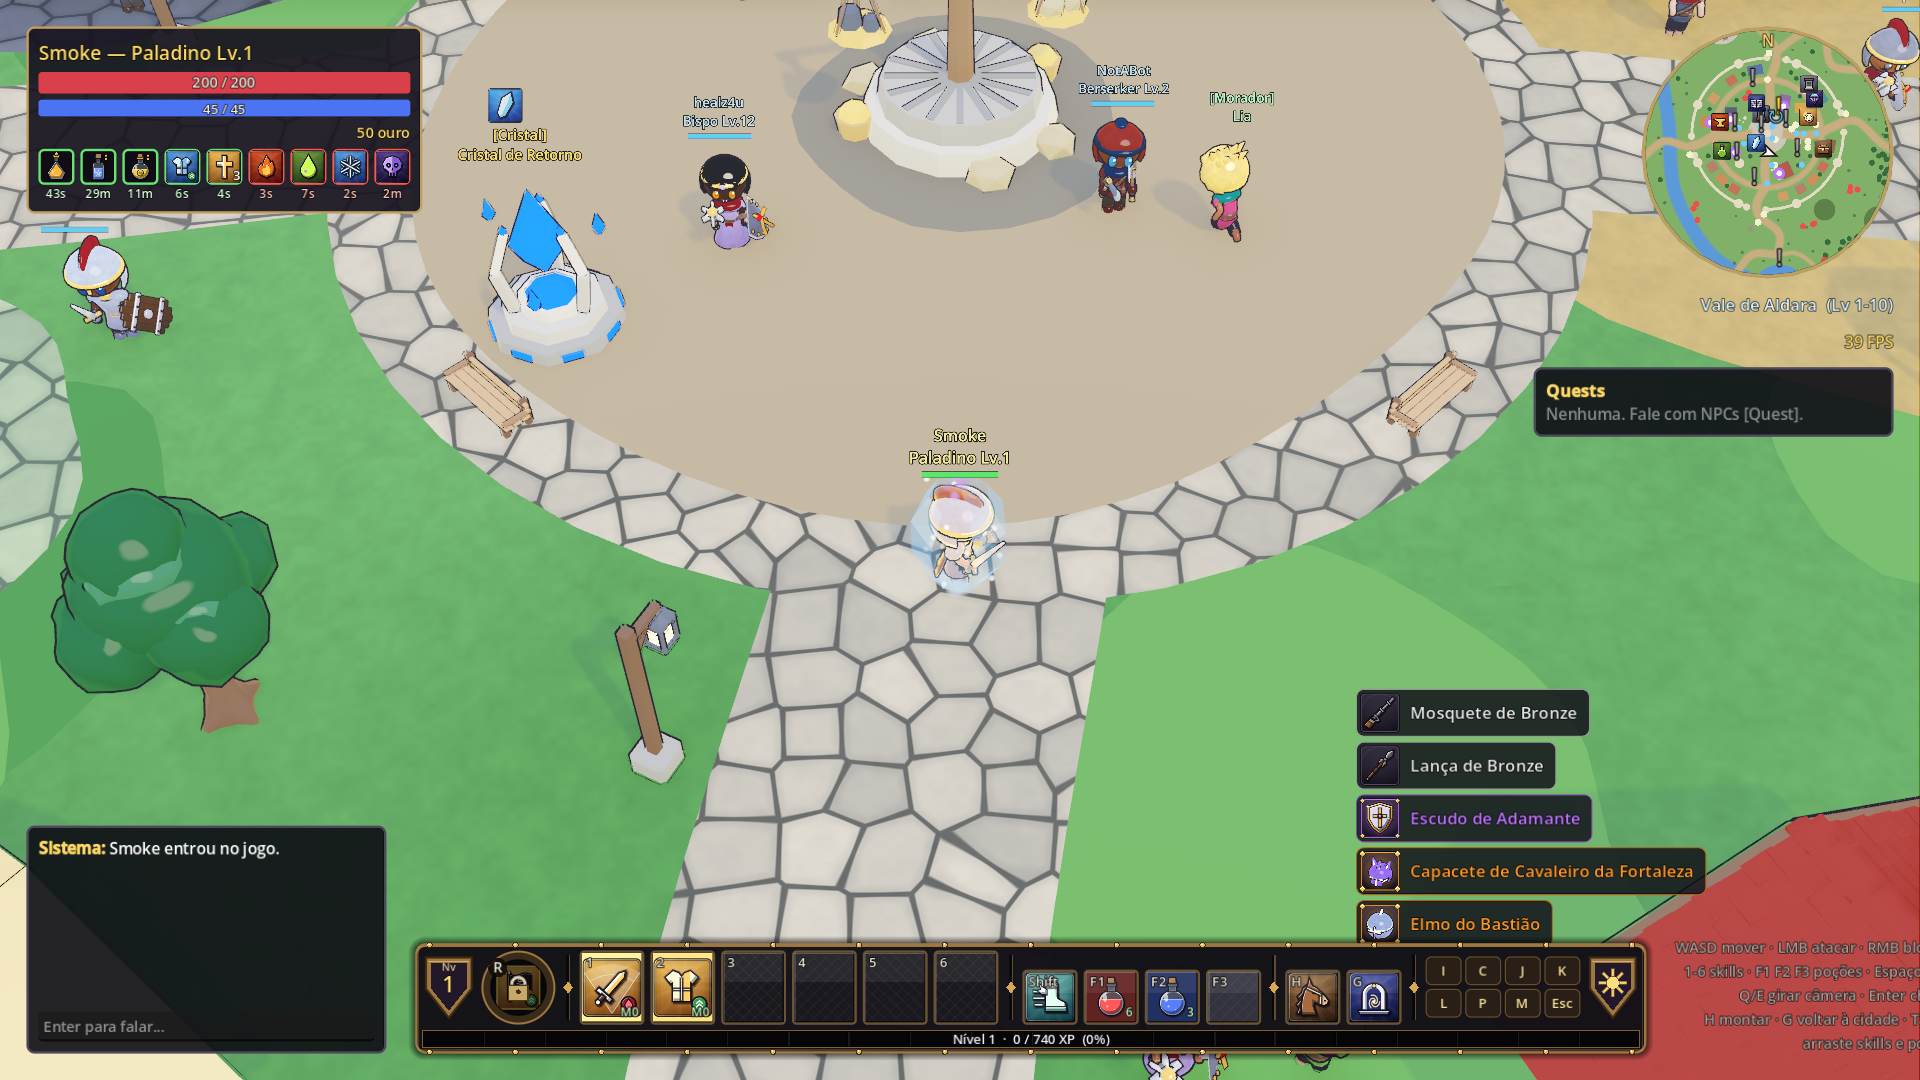 Smoke — Paladino Lv.1
200 / 200
45 / 45
50 ouro
3
43s 29m 11m 6s 4s 3s 7s 2s 2m
[Cristal]
Cristal de Retorno
healz4u
Bispo Lv.12
NotABot
Berserker Lv.2
[Morador]
Lia
N
Vale de Aldara (Lv 1-10)
39 FPS
Quests
Nenhuma. Fale com NPCs [Quest].
Smoke
Paladino Lv.1
Mosquete de Bronze
Lança de Bronze
Escudo de Adamante
Capacete de Cavaleiro da Fortaleza
Elmo do Bastião
Sistema: Smoke entrou no jogo.
Enter para falar...
Nv
1
R
1 M0
2 M0
3
4
5
6
Shift
F1 6
F2 3
F3
H
G
I C J K
L P M Esc
Nível 1 · 0 / 740 XP (0%)
WASD mover · LMB atacar · RMB blo
1-6 skills · F1 F2 F3 poções · Espaço
Q/E girar câmera · Enter c
H montar · G voltar à cidade · T
arraste skills e po